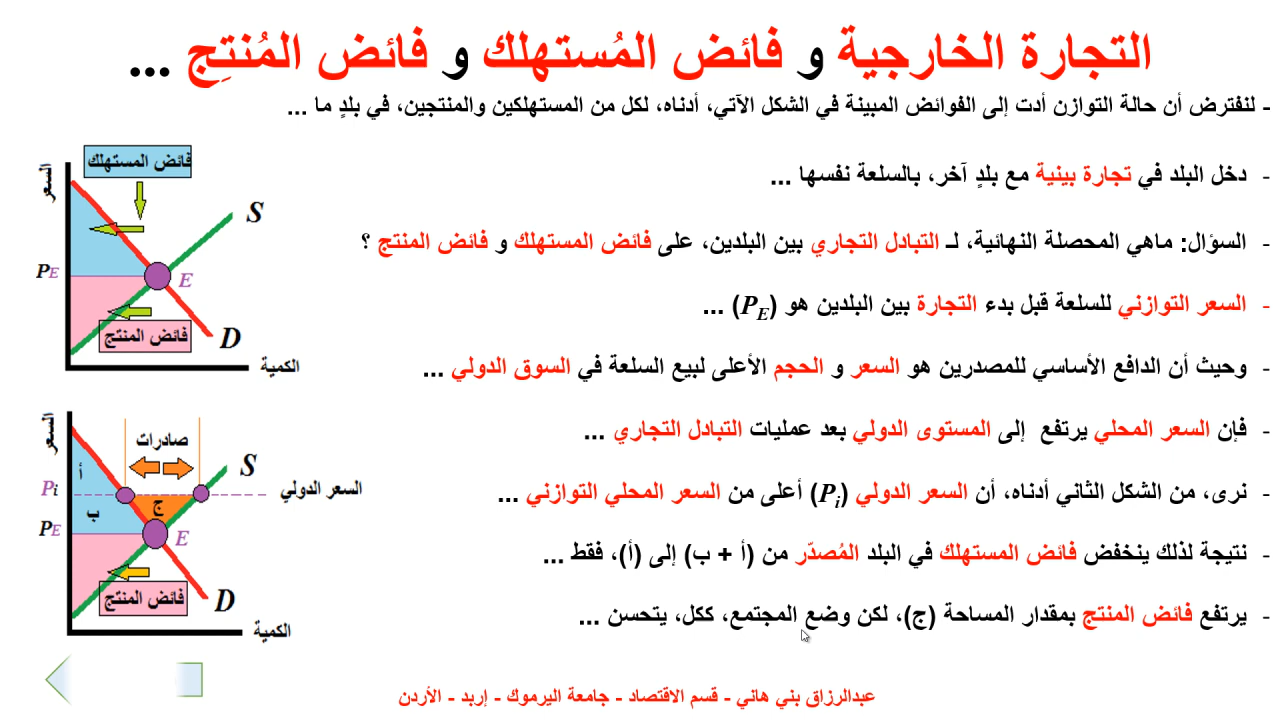 التجارة الخارجية و فائض المُستهلك و فائض المُنتِج ...
- لنفترض أن حالة التوازن أدت إلى الفوائض المبينة في الشكل الآتي، أدناه، لكل من المستهلكين والمنتجين، في بلدٍ ما ...
- دخل البلد في تجارة بينية مع بلدٍ آخر، بالسلعة نفسها ...
- السؤال: ماهي المحصلة النهائية، لـ التبادل التجاري بين البلدين، على فائض المستهلك و فائض المنتج ؟
- السعر التوازني للسلعة قبل بدء التجارة بين البلدين هو (PE) ...
- وحيث أن الدافع الأساسي للمصدرين هو السعر و الحجم الأعلى لبيع السلعة في السوق الدولي ...
- فإن السعر المحلي يرتفع إلى المستوى الدولي بعد عمليات التبادل التجاري ...
- نرى، من الشكل الثاني أدناه، أن السعر الدولي (Pi) أعلى من السعر المحلي التوازني ...
- نتيجة لذلك ينخفض فائض المستهلك في البلد المُصدّر من (أ + ب) إلى (أ)، فقط ...
- يرتفع فائض المنتج بمقدار المساحة (ج)، لكن وضع المجتمع، ككل، يتحسن ...
السعر
فائض المستهلك
S
PE
E
فائض المنتج
D
الكمية
السعر
صادرات
أ
S
Pi
السعر الدولي
ب
ج
PE
E
فائض المنتج
D
الكمية
عبدالرزاق بني هاني - قسم الاقتصاد - جامعة اليرموك - إربد - الأردن